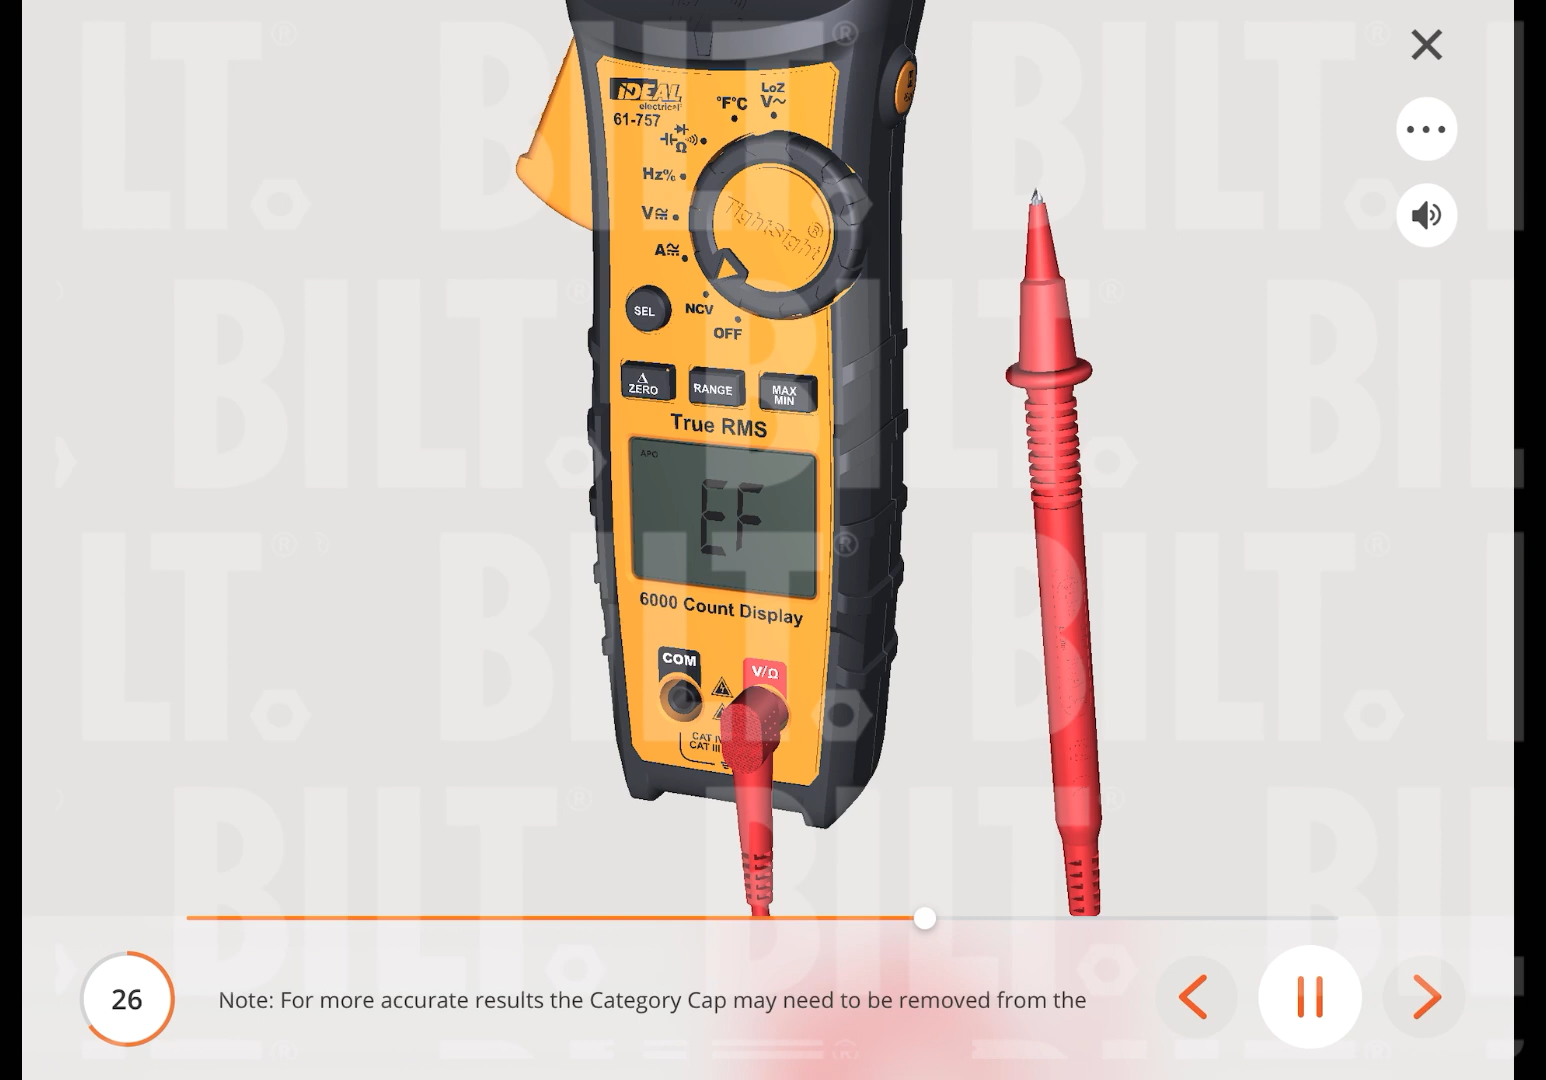 BILT®
IDEAL
electrical
61-757
°F°C
LoZ
V~
Ω
Hz%
V≅
A≅
TightSight®
SEL
NCV
OFF
Δ
ZERO
RANGE
MAX
MIN
True RMS
APO
EF
6000 Count Display
COM
V/Ω
CAT
CAT III
26
Note: For more accurate results the Category Cap may need to be removed from the